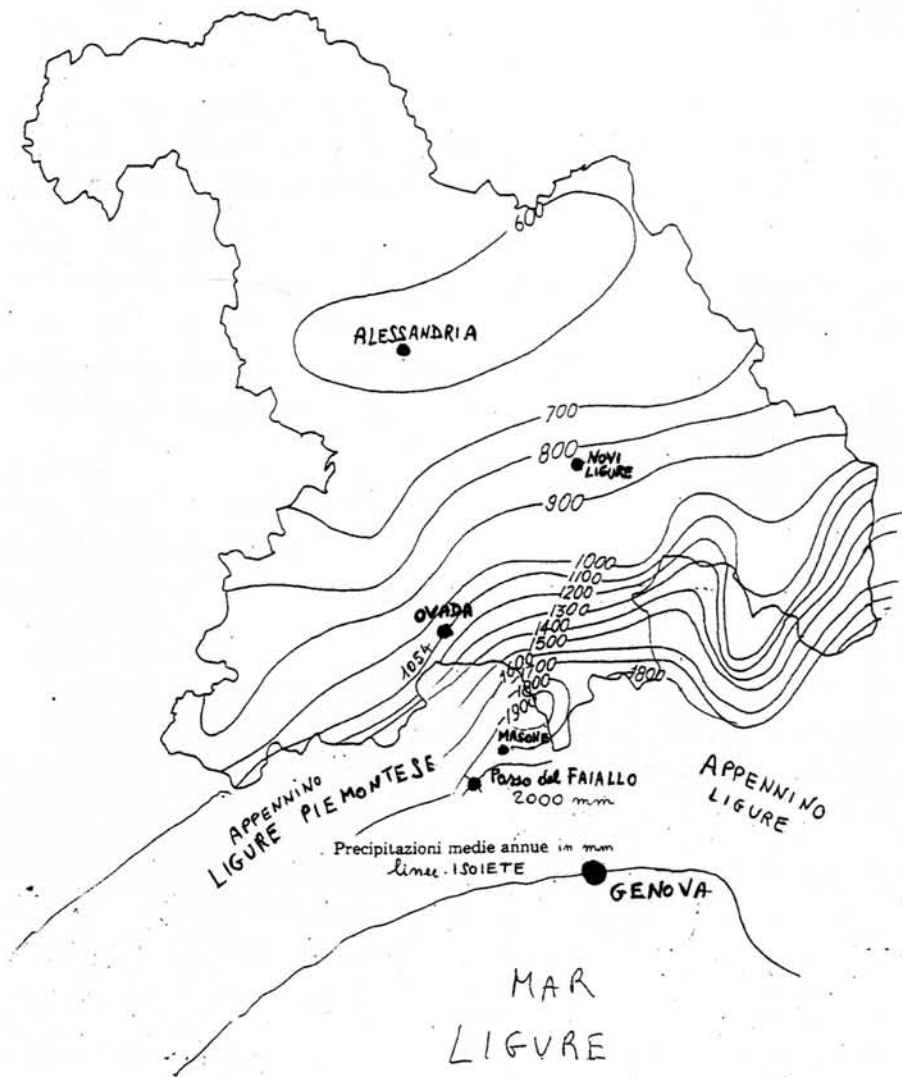 600
ALESSANDRIA
700
800
NOVI
LIGURE
900
1000
1100
1200
1300
OVADA
1400
1500
1054
1600
1700
1800
1800
1900
MASONE
Passo del FAIALLO
2000 mm
APPENNINO
LIGURE PIEMONTESE
APPENNINO
LIGURE
Precipitazioni medie annue in mm
linee. ISOIETE
GENOVA
MAR
LIGURE